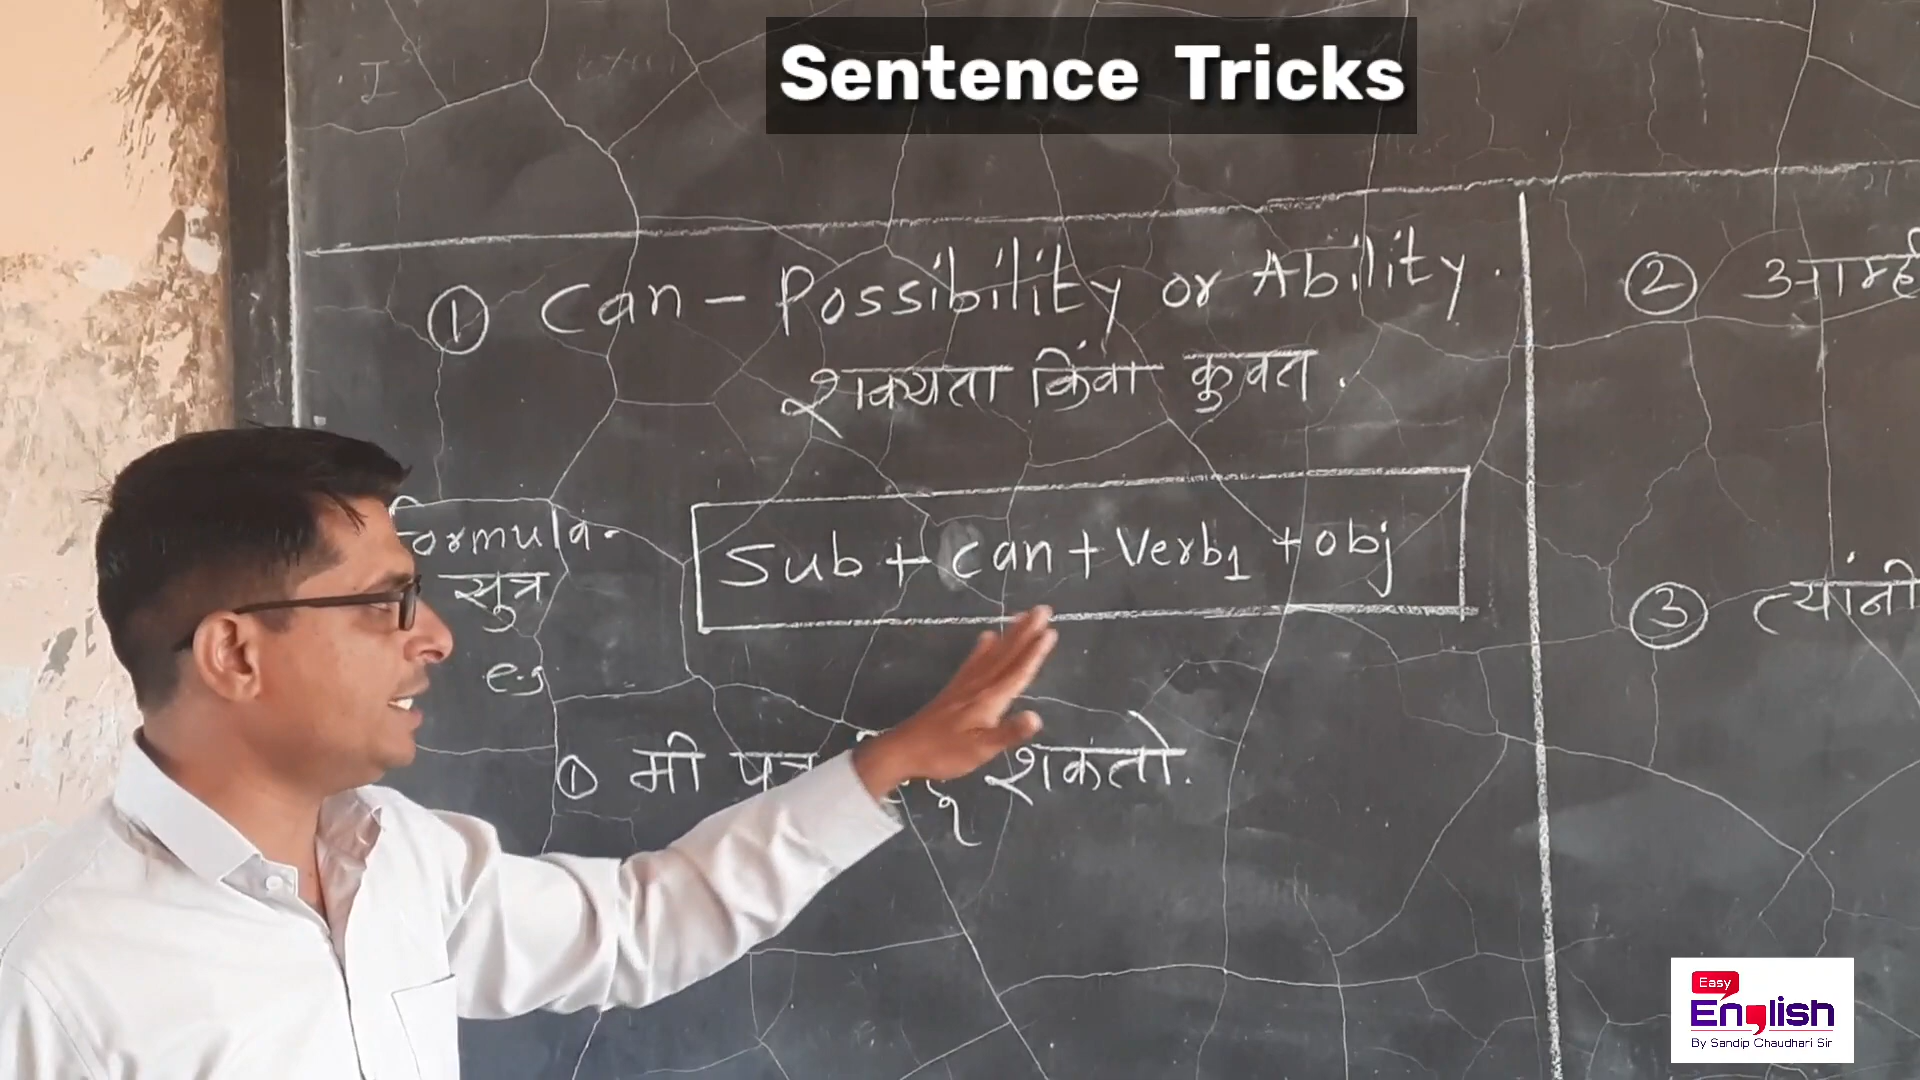 Sentence Tricks
① Can - Possibility or Ability.
शक्यता किंवा कुवत.
Formula-
सुत्र
Sub + can + Verb1 + obj
e.g
① मी पत्र शकतो.
② आम्ही
③ त्यांनी
Easy
English
By Sandip Chaudhari Sir